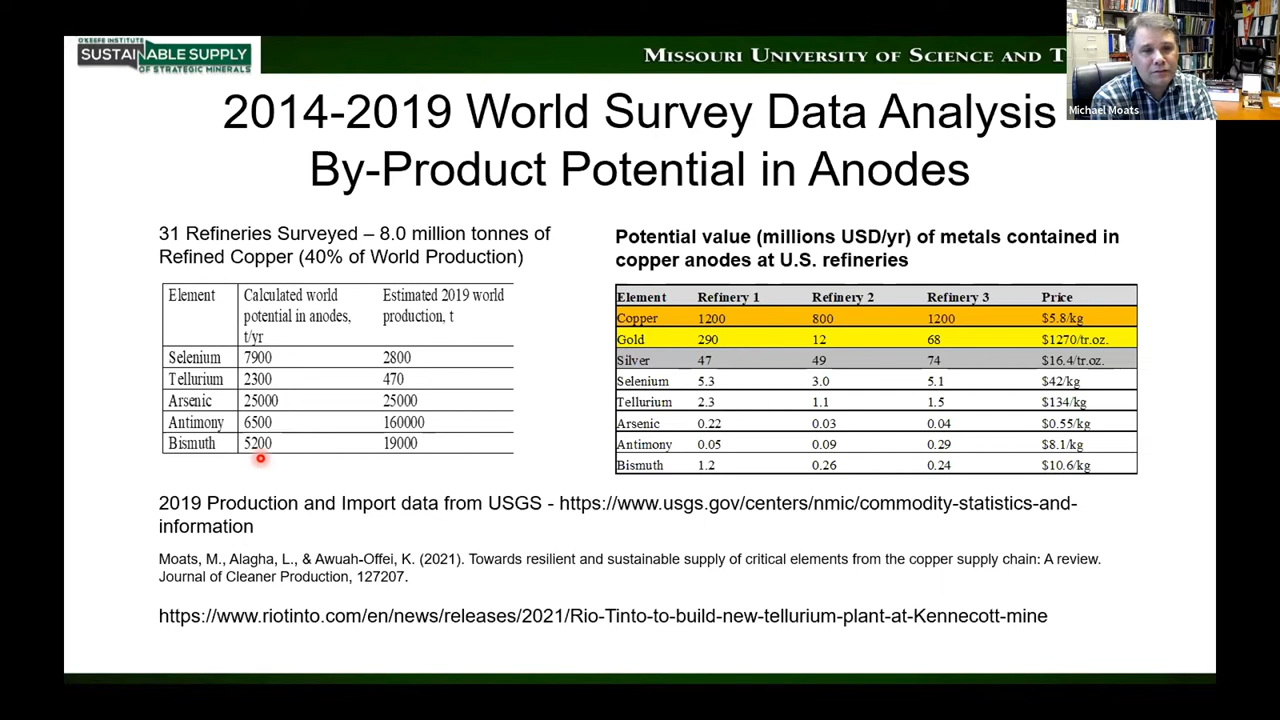 O'KEEFE INSTITUTE
SUSTAINABLE SUPPLY
OF STRATEGIC MINERALS
MISSOURI UNIVERSITY OF SCIENCE AND T
Michael Moats
2014-2019 World Survey Data Analysis
By-Product Potential in Anodes
31 Refineries Surveyed – 8.0 million tonnes of
Refined Copper (40% of World Production)
Element Calculated world potential in anodes, t/yr Estimated 2019 world production, t
Selenium 7900 2800
Tellurium 2300 470
Arsenic 25000 25000
Antimony 6500 160000
Bismuth 5200 19000
Potential value (millions USD/yr) of metals contained in
copper anodes at U.S. refineries
Element Refinery 1 Refinery 2 Refinery 3 Price
Copper 1200 800 1200 $5.8/kg
Gold 290 12 68 $1270/tr.oz.
Silver 47 49 74 $16.4/tr.oz.
Selenium 5.3 3.0 5.1 $42/kg
Tellurium 2.3 1.1 1.5 $134/kg
Arsenic 0.22 0.03 0.04 $0.55/kg
Antimony 0.05 0.09 0.29 $8.1/kg
Bismuth 1.2 0.26 0.24 $10.6/kg
2019 Production and Import data from USGS - https://www.usgs.gov/centers/nmic/commodity-statistics-and-
information
Moats, M., Alagha, L., & Awuah-Offei, K. (2021). Towards resilient and sustainable supply of critical elements from the copper supply chain: A review.
Journal of Cleaner Production, 127207.
https://www.riotinto.com/en/news/releases/2021/Rio-Tinto-to-build-new-tellurium-plant-at-Kennecott-mine